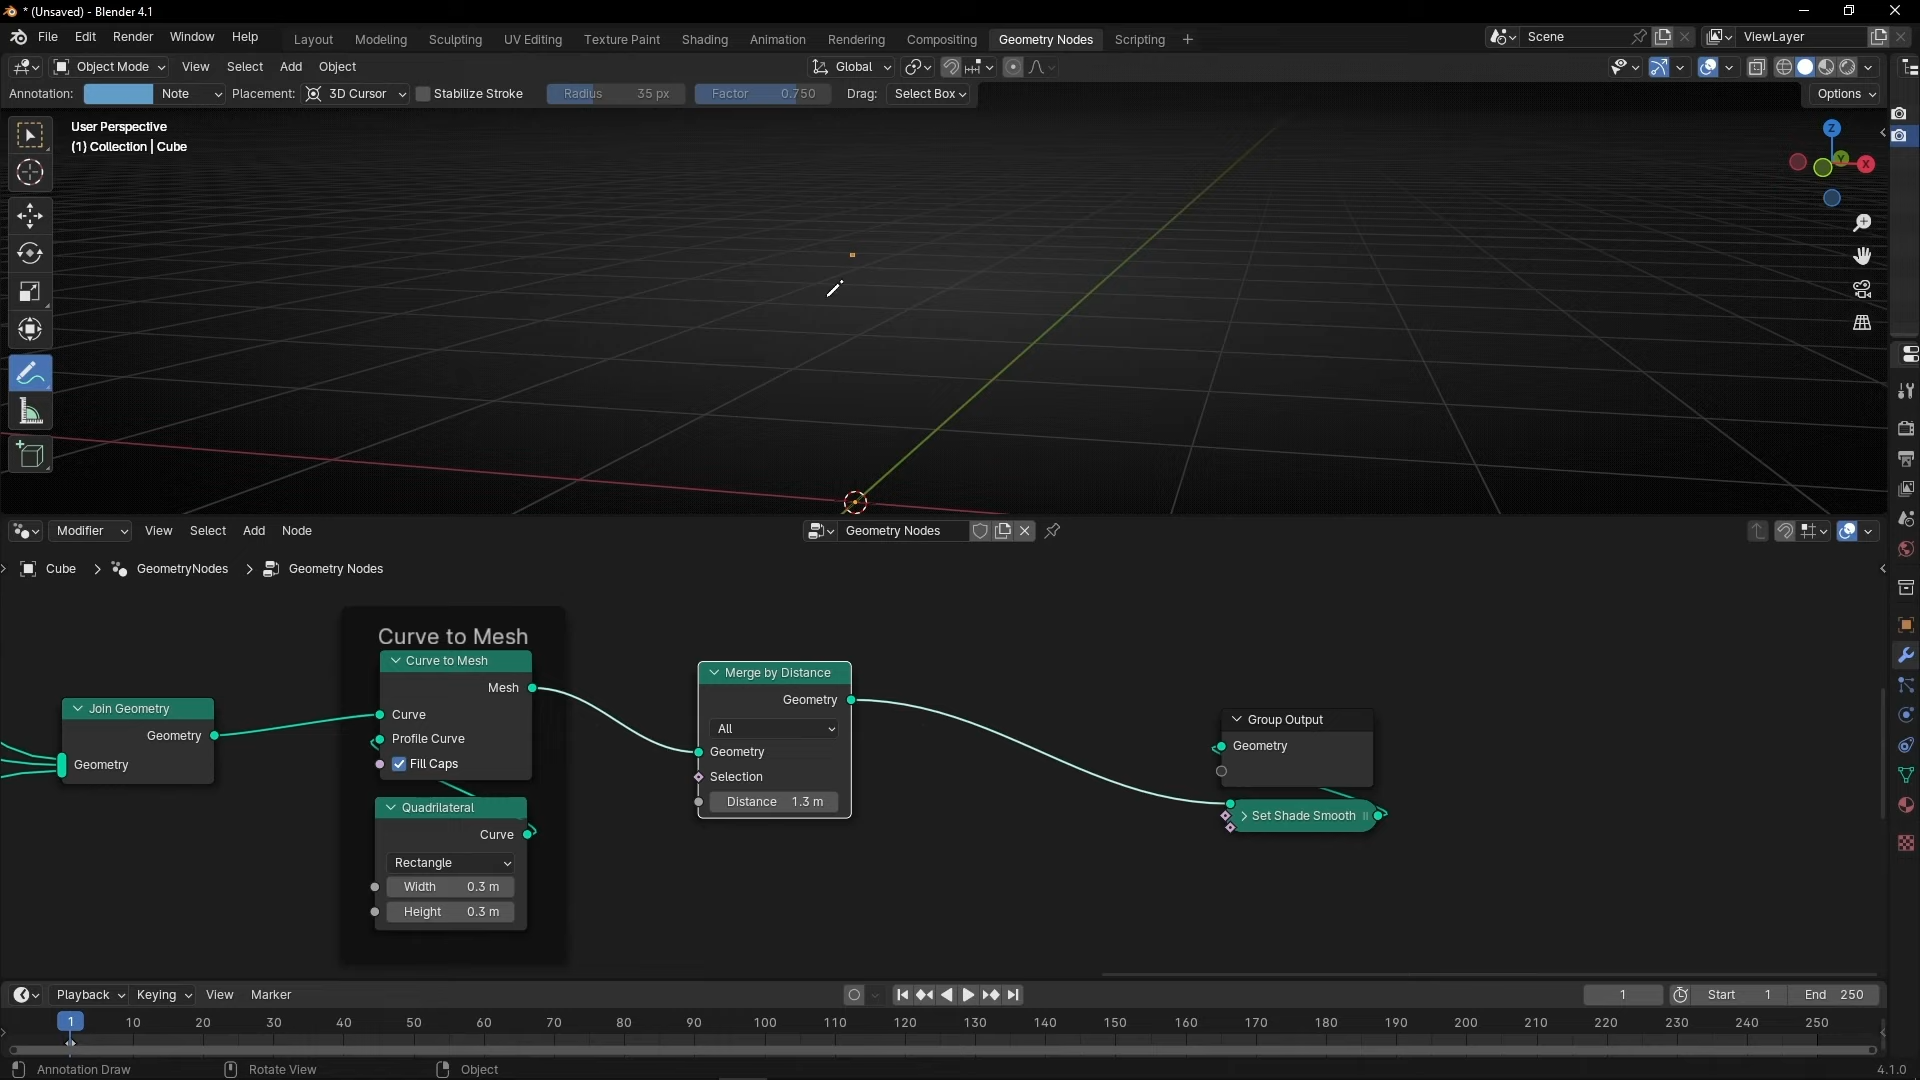 * (Unsaved) - Blender 4.1
File Edit Render Window Help Layout Modeling Sculpting UV Editing Texture Paint Shading Animation Rendering Compositing Geometry Nodes Scripting + Scene ViewLayer
Object Mode View Select Add Object Global
Annotation: Note Placement: 3D Cursor Stabilize Stroke Radius 35 px Factor 0.750 Drag: Select Box Options
User Perspective
(1) Collection | Cube
Z
Y
X
Modifier View Select Add Node Geometry Nodes
Cube > GeometryNodes > Geometry Nodes
Join Geometry
Geometry
Geometry
Curve to Mesh
Curve to Mesh
Mesh
Curve
Profile Curve
Fill Caps
Quadrilateral
Curve
Rectangle
Width 0.3 m
Height 0.3 m
Merge by Distance
Geometry
All
Geometry
Selection
Distance 1.3 m
Group Output
Geometry
Set Shade Smooth
Playback Keying View Marker 1 Start 1 End 250
1 10 20 30 40 50 60 70 80 90 100 110 120 130 140 150 160 170 180 190 200 210 220 230 240 250
Annotation Draw Rotate View Object 4.1.0